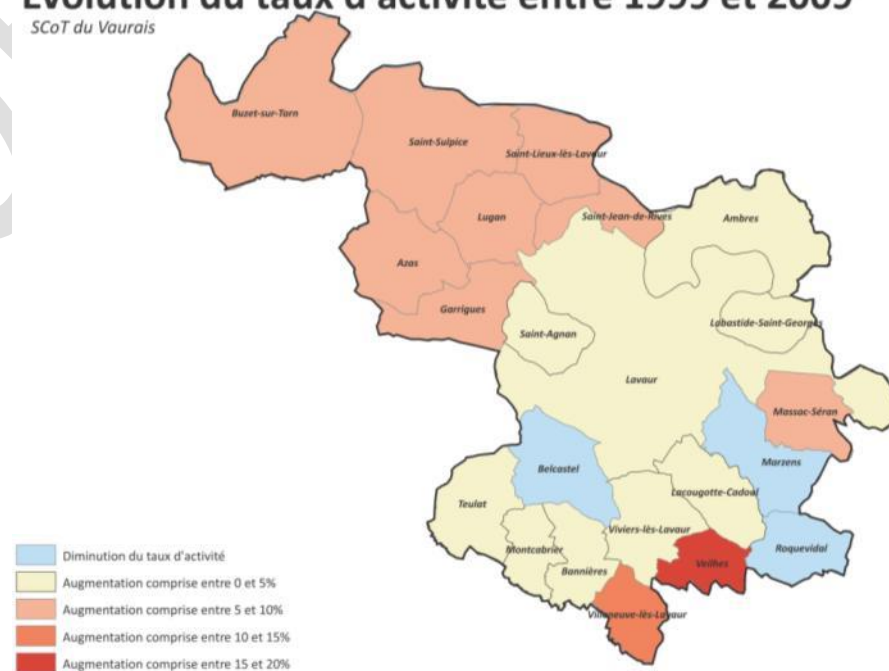 Évolution du taux d'activité entre 1999 et 2009
SCoT du Vaurais
Buzet-sur-Tarn
Saint-Sulpice
Saint-Lieux-lès-Lavaur
Lugan
Saint-Jean-de-Rives
Ambres
Azas
Garrigues
Saint-Agnan
Labastide-Saint-Georges
Lavaur
Massac-Séran
Belcastel
Marzens
Teulat
Lacougotte-Cadoul
Viviers-lès-Lavaur
Montcabrier
Roquevidal
Bannières
Veilhes
Villeneuve-lès-Lavaur
Diminution du taux d'activité
Augmentation comprise entre 0 et 5%
Augmentation comprise entre 5 et 10%
Augmentation comprise entre 10 et 15%
Augmentation comprise entre 15 et 20%